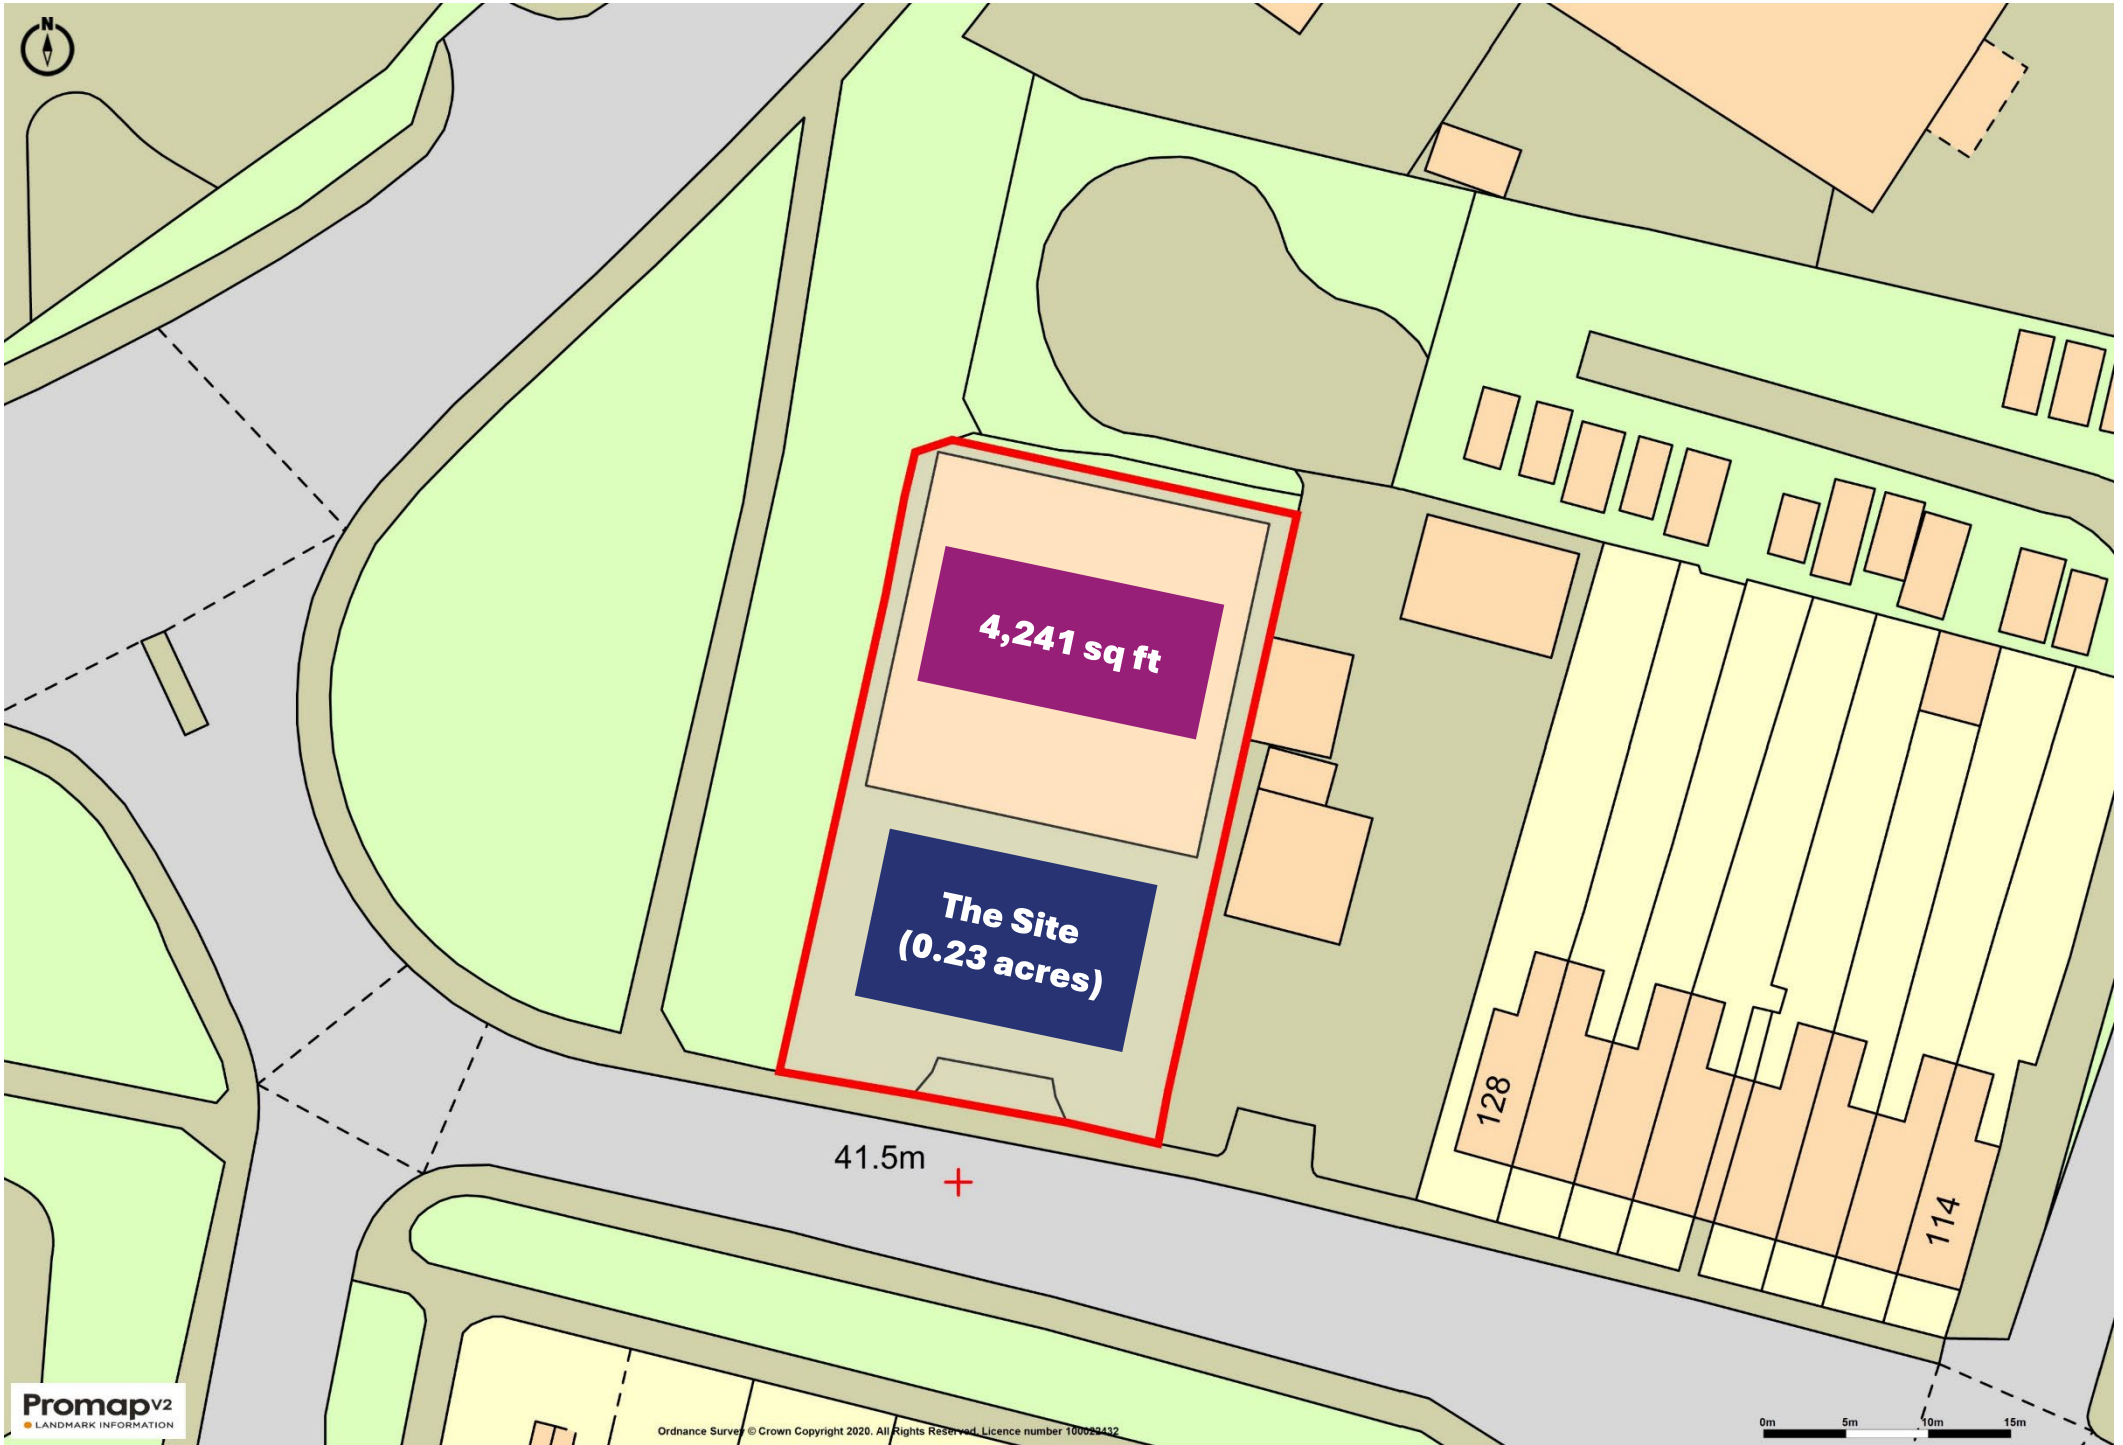 N
4,241 sq ft
The Site
(0.23 acres)
128
41.5m
114
Promap V2
LANDMARK INFORMATION
Ordnance Survey © Crown Copyright 2020. All Rights Reserved. Licence number 100022432
0m 5m 10m 15m